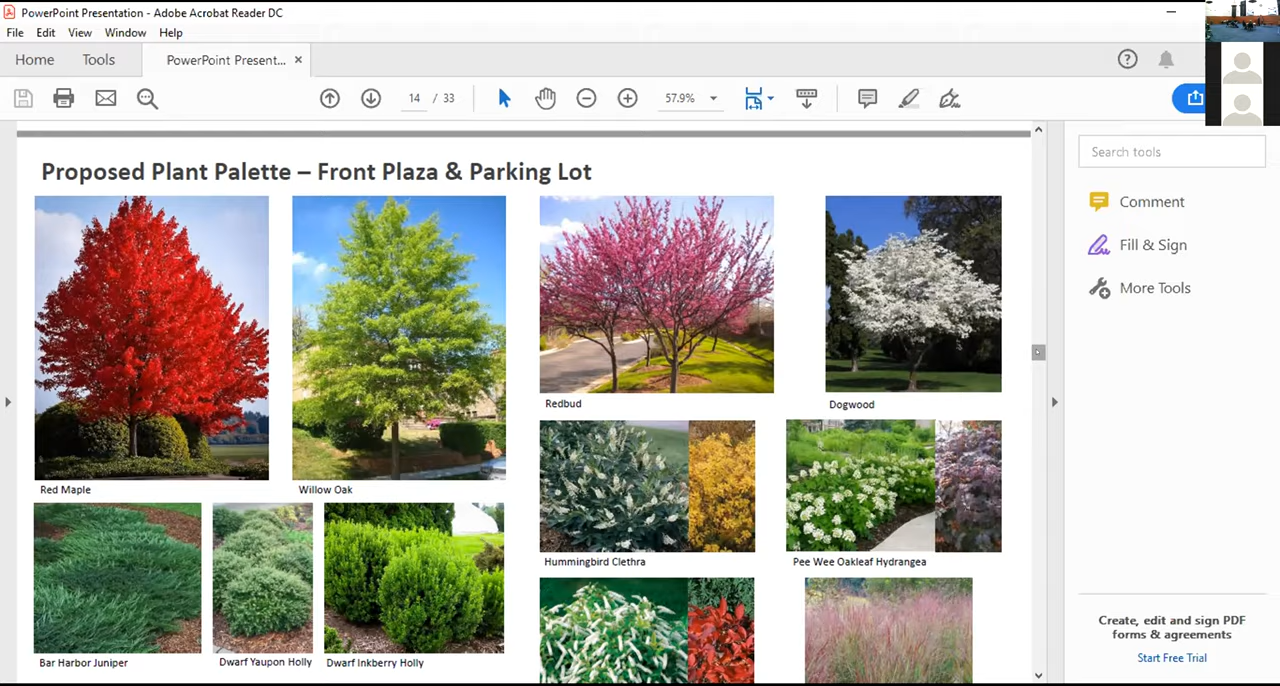 PowerPoint Presentation - Adobe Acrobat Reader DC
File Edit View Window Help
Home Tools PowerPoint Present... ×
14 / 33 57.9%
Search tools
Comment
Fill & Sign
More Tools
Create, edit and sign PDF
forms & agreements
Start Free Trial
Proposed Plant Palette – Front Plaza & Parking Lot
Red Maple
Willow Oak
Redbud
Dogwood
Hummingbird Clethra
Pee Wee Oakleaf Hydrangea
Bar Harbor Juniper
Dwarf Yaupon Holly
Dwarf Inkberry Holly